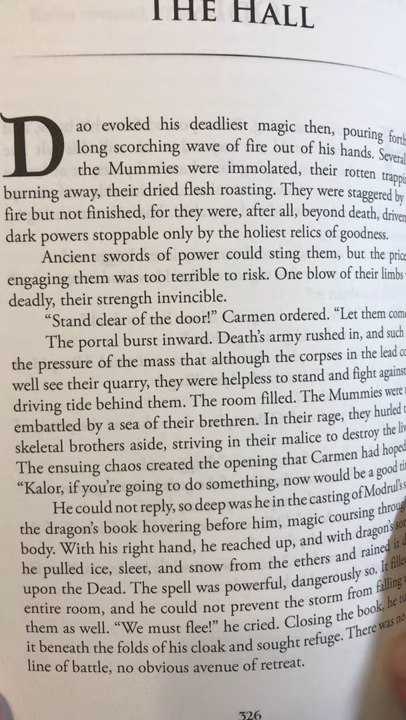 THE HALL
Dao evoked his deadliest magic then, pouring forth
long scorching wave of fire out of his hands. Several
the Mummies were immolated, their rotten
burning away, their dried flesh roasting. They were staggered by
fire but not finished, for they were, after all, beyond death, driven
dark powers stoppable only by the holiest relics of goodness.
Ancient swords of power could sting them, but the price
engaging them was too terrible to risk. One blow of their limbs
deadly, their strength invincible.
“Stand clear of the door!” Carmen ordered. “Let them
The portal burst inward. Death’s army rushed in, and such
the pressure of the mass that although the corpses in the lead
well see their quarry, they were helpless to stand and fight against
driving tide behind them. The room filled. The Mummies were
embattled by a sea of their brethren. In their rage, they hurled
skeletal brothers aside, striving in their malice to destroy the
The ensuing chaos created the opening that Carmen had hoped
“Kalor, if you’re going to do something, now would be a good
He could not reply, so deep was he in the casting of Modrul’s
the dragon’s book hovering before him, magic coursing
body. With his right hand, he reached up, and with dragon’s
he pulled ice, sleet, and snow from the ethers and rained it
upon the Dead. The spell was powerful, dangerously so. It
entire room, and he could not prevent the storm from falling
them as well. “We must flee!” he cried. Closing the book, he
it beneath the folds of his cloak and sought refuge. There was no
line of battle, no obvious avenue of retreat.
326